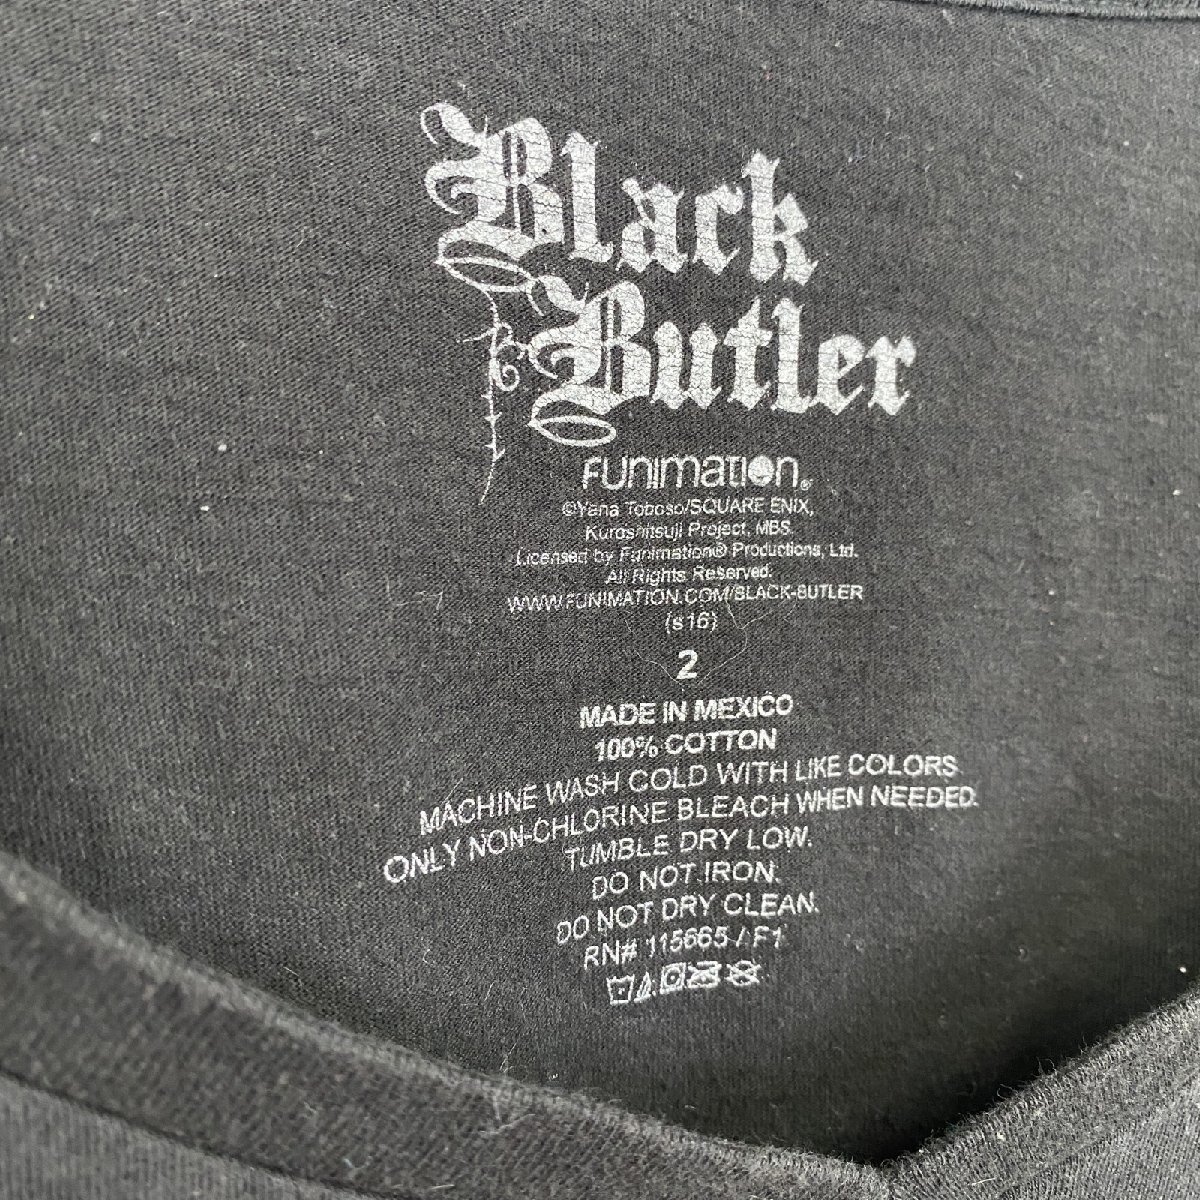 Black
Butler
FUNIMATION®
©Yana Toboso/SQUARE ENIX,
Kuroshitsuji Project, MBS
Licensed by Funimation® Productions, Ltd.
All Rights Reserved.
WWW.FUNIMATION.COM/BLACK-BUTLER
(s16)
2
MADE IN MEXICO
100% COTTON
MACHINE WASH COLD WITH LIKE COLORS
ONLY NON-CHLORINE BLEACH WHEN NEEDED.
TUMBLE DRY LOW.
DO NOT IRON.
DO NOT DRY CLEAN.
RN# 115665 / F1